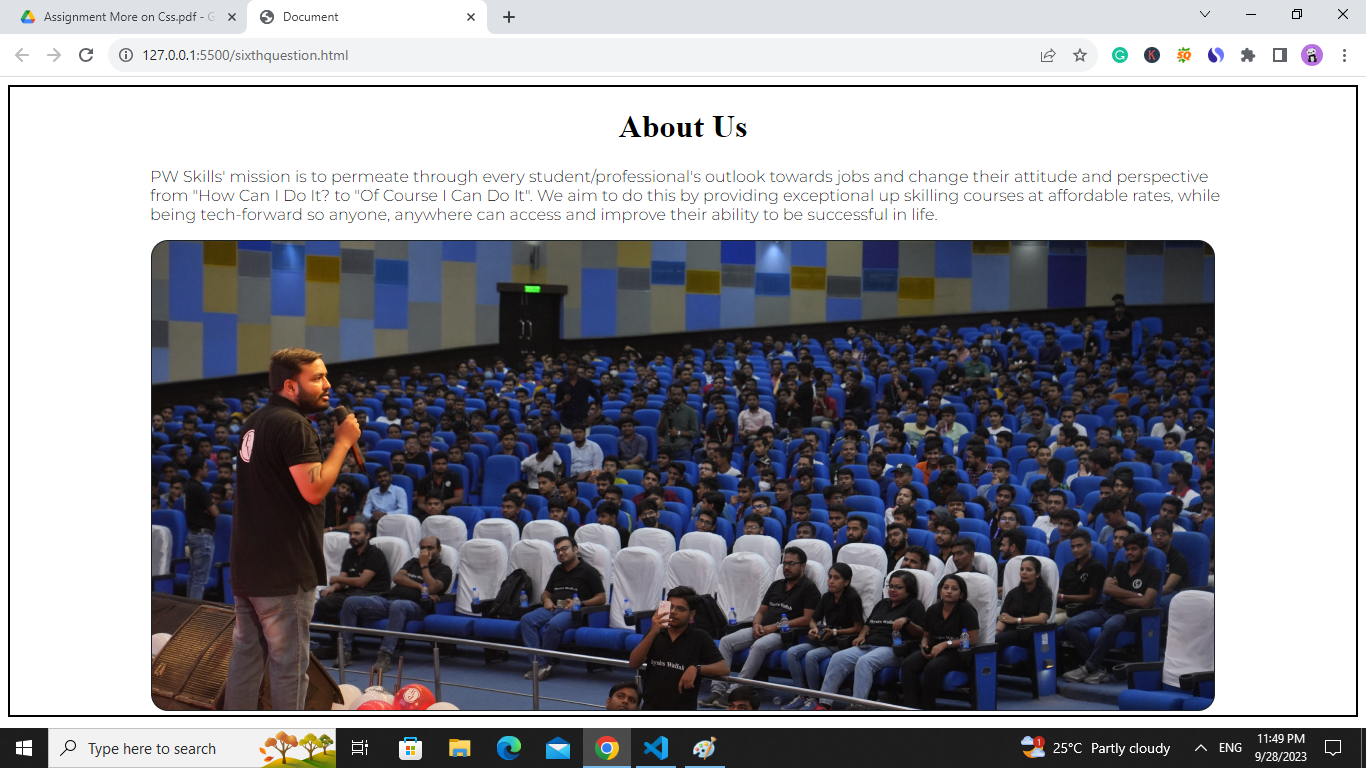 Assignment More on Css.pdf - G
Document
127.0.0.1:5500/sixthquestion.html
About Us
PW Skills' mission is to permeate through every student/professional's outlook towards jobs and change their attitude and perspective
from "How Can I Do It? to "Of Course I Can Do It". We aim to do this by providing exceptional up skilling courses at affordable rates, while
being tech-forward so anyone, anywhere can access and improve their ability to be successful in life.
Physics Wallah
Type here to search
1
25°C Partly cloudy
ENG
11:49 PM
9/28/2023